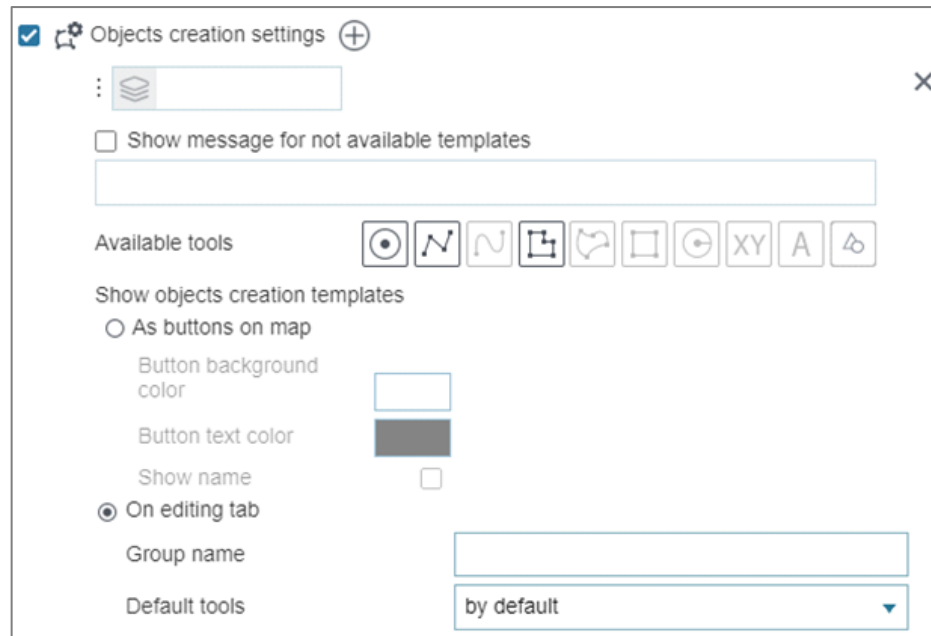 Objects creation settings
Show message for not available templates
Available tools
XY A
Show objects creation templates
As buttons on map
Button background
color
Button text color
Show name
On editing tab
Group name
Default tools
by default